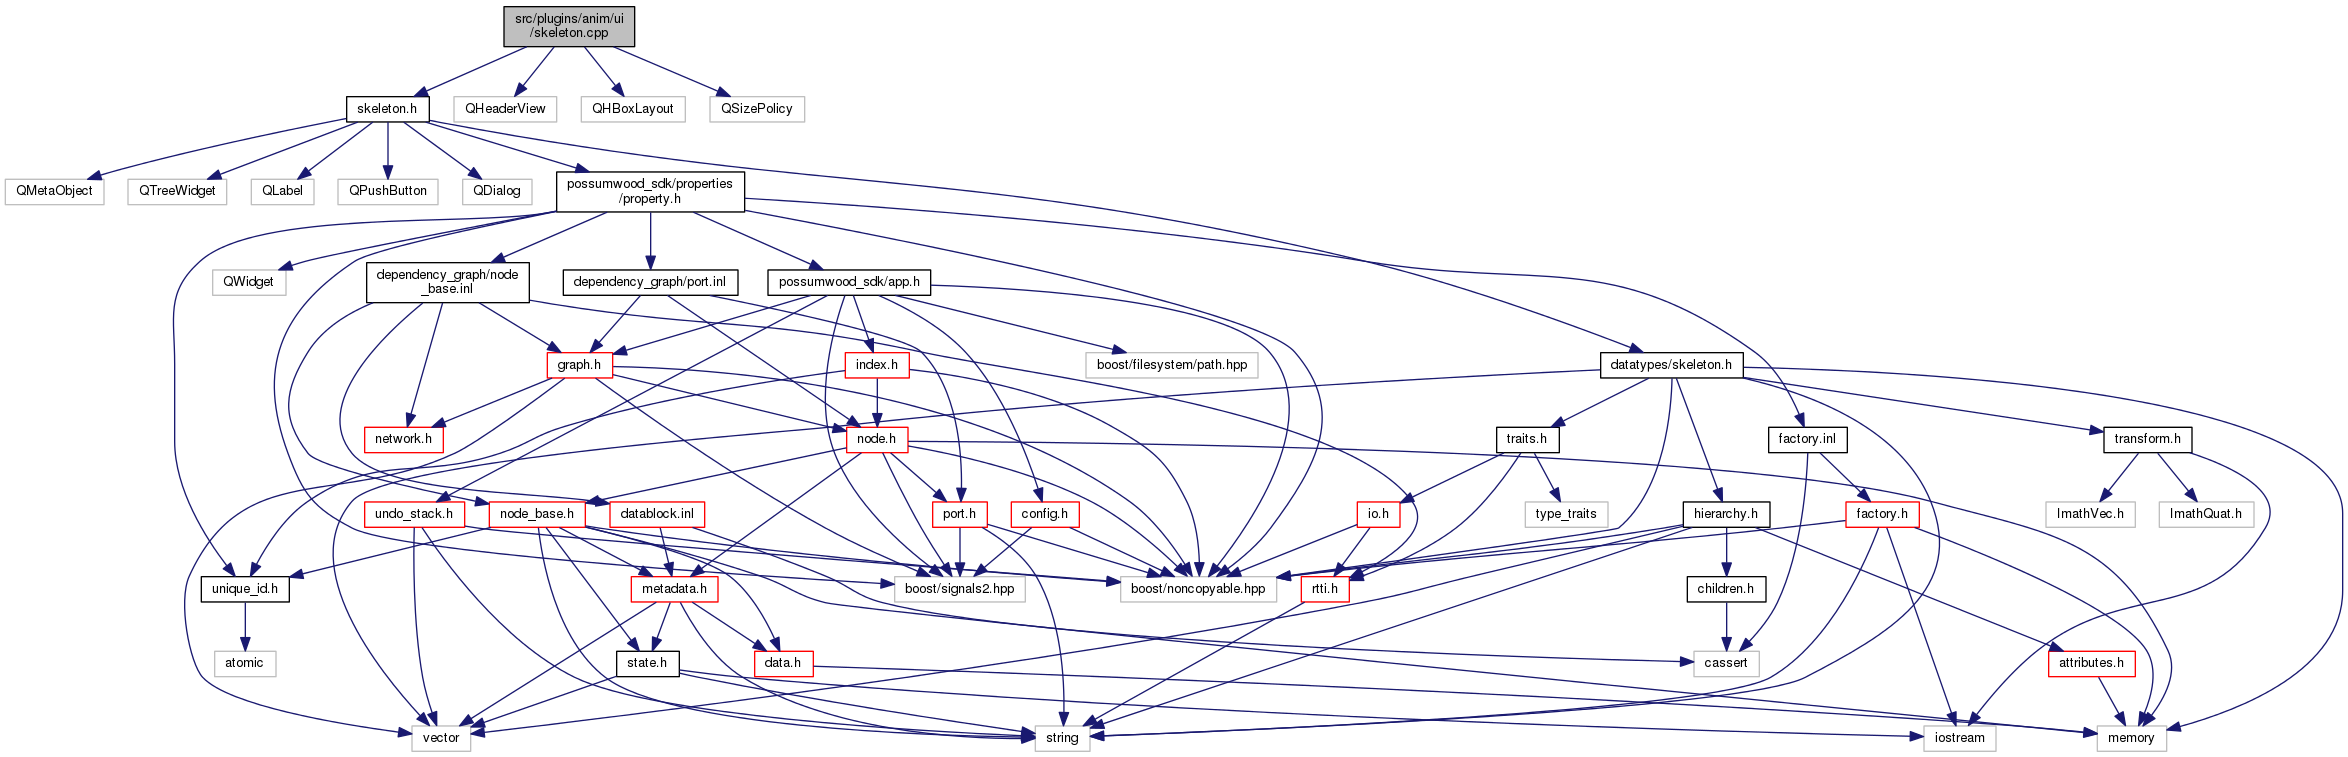 src/plugins/anim/ui
/skeleton.cpp
skeleton.h
QHeaderView
QHBoxLayout
QSizePolicy
QMetaObject
QTreeWidget
QLabel
QPushButton
QDialog
possumwood_sdk/properties
/property.h
QWidget
dependency_graph/node
_base.inl
dependency_graph/port.inl
possumwood_sdk/app.h
graph.h
index.h
boost/filesystem/path.hpp
datatypes/skeleton.h
network.h
node.h
traits.h
factory.inl
transform.h
undo_stack.h
node_base.h
datablock.inl
port.h
config.h
io.h
type_traits
hierarchy.h
factory.h
ImathVec.h
ImathQuat.h
unique_id.h
metadata.h
boost/signals2.hpp
boost/noncopyable.hpp
rtti.h
children.h
atomic
state.h
data.h
cassert
attributes.h
vector
string
iostream
memory